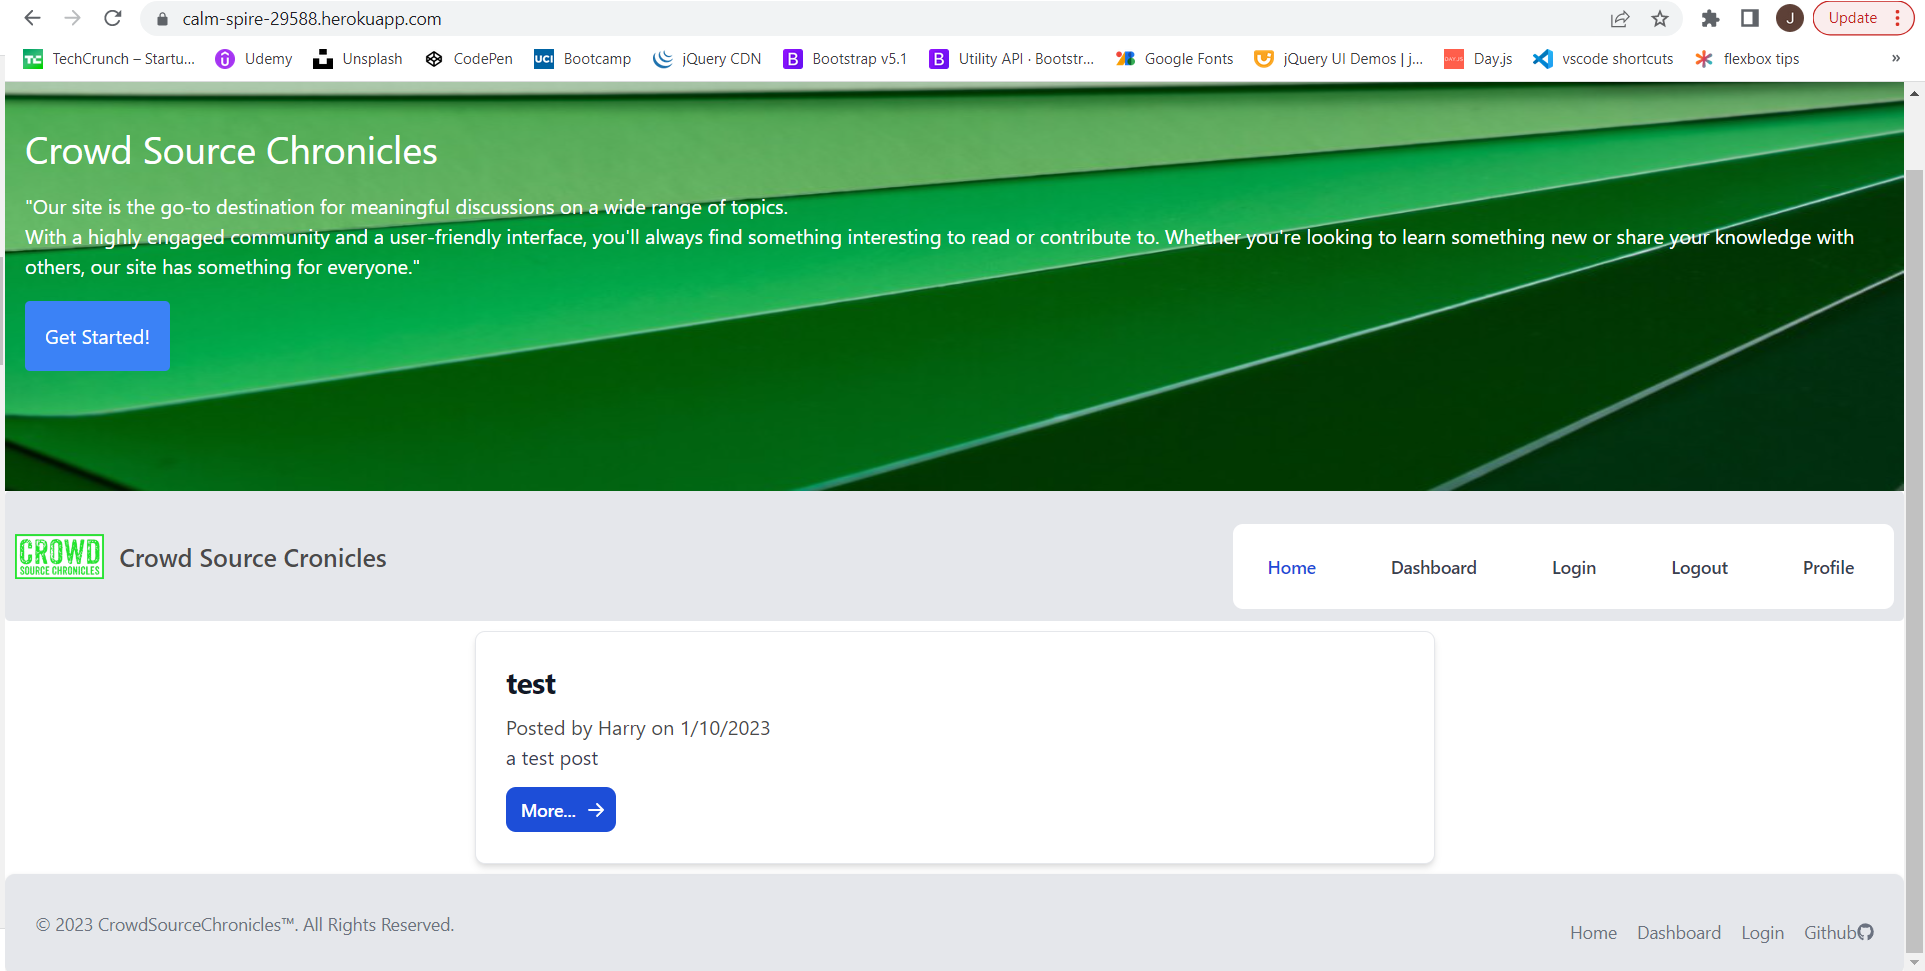 calm-spire-29588.herokuapp.com
J
Update
TC TechCrunch – Startu...
Udemy
Unsplash
CodePen
UCI Bootcamp
jQuery CDN
B Bootstrap v5.1
B Utility API · Bootstr...
Google Fonts
jQuery UI Demos | j...
DAY.JS Day.js
vscode shortcuts
flexbox tips
»
Crowd Source Chronicles
"Our site is the go-to destination for meaningful discussions on a wide range of topics.
With a highly engaged community and a user-friendly interface, you'll always find something interesting to read or contribute to. Whether you're looking to learn something new or share your knowledge with
others, our site has something for everyone."
Get Started!
CROWD
SOURCE CHRONICLES
Crowd Source Cronicles
Home
Dashboard
Login
Logout
Profile
test
Posted by Harry on 1/10/2023
a test post
More...
© 2023 CrowdSourceChronicles™. All Rights Reserved.
Home
Dashboard
Login
Github